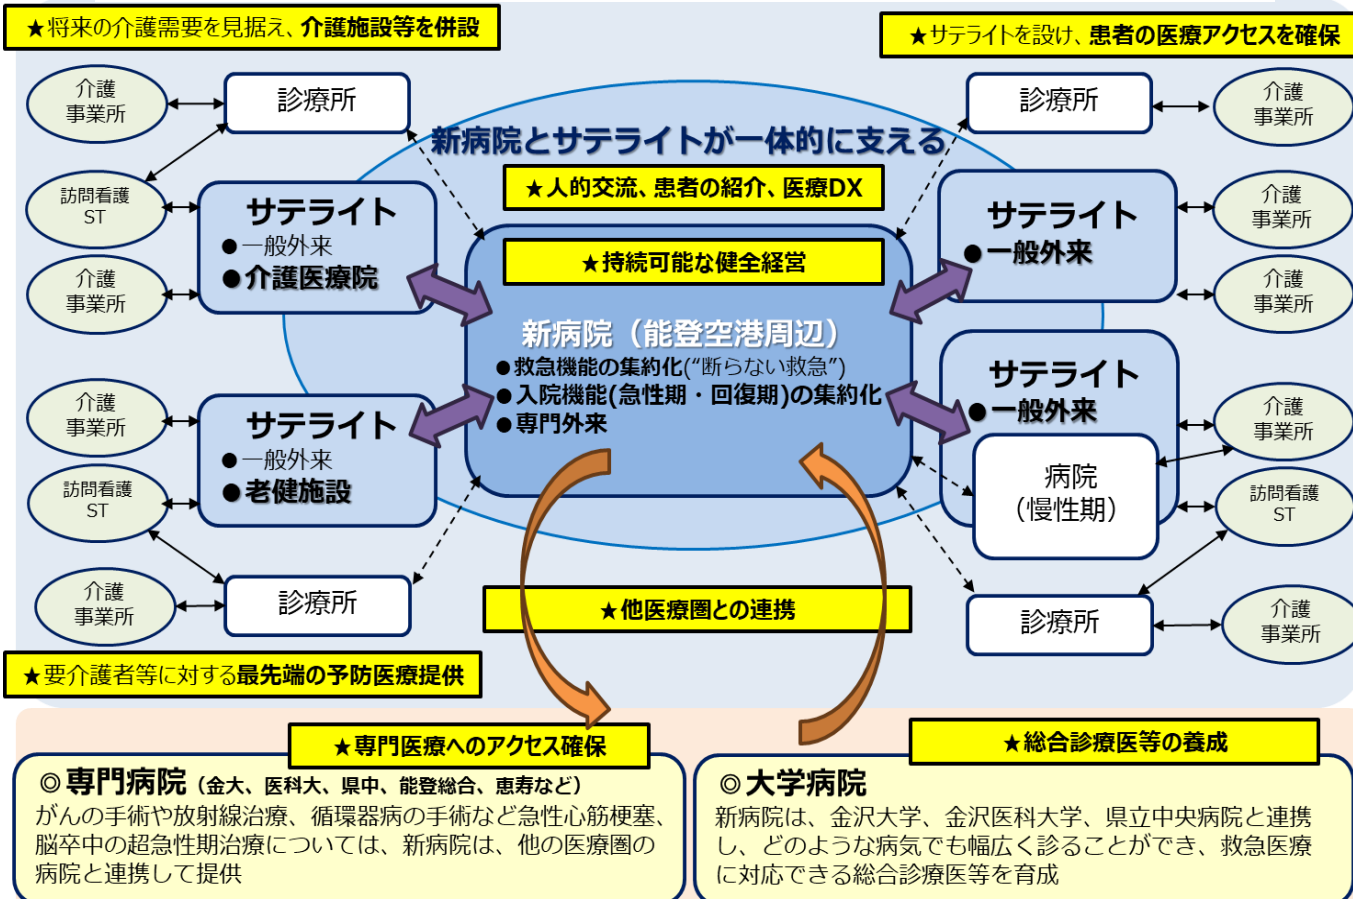 ★将来の介護需要を見据え、介護施設等を併設
★サテライトを設け、患者の医療アクセスを確保
介護
事業所
診療所
診療所
介護
事業所
新病院とサテライトが一体的に支える
★人的交流、患者の紹介、医療DX
訪問看護
ST
サテライト
●一般外来
●介護医療院
介護
事業所
サテライト
●一般外来
介護
事業所
介護
事業所
★持続可能な健全経営
新病院（能登空港周辺）
●救急機能の集約化(“断らない救急”)
●入院機能(急性期・回復期)の集約化
●専門外来
介護
事業所
サテライト
●一般外来
●老健施設
訪問看護
ST
サテライト
●一般外来
病院
（慢性期）
介護
事業所
訪問看護
ST
介護
事業所
診療所
★他医療圏との連携
診療所
介護
事業所
★要介護者等に対する最先端の予防医療提供
★専門医療へのアクセス確保
◎専門病院（金大、医科大、県中、能登総合、恵寿など）
がんの手術や放射線治療、循環器病の手術など急性心筋梗塞、
脳卒中の超急性期治療については、新病院は、他の医療圏の
病院と連携して提供
★総合診療医等の養成
◎大学病院
新病院は、金沢大学、金沢医科大学、県立中央病院と連携
し、どのような病気でも幅広く診ることができ、救急医療
に対応できる総合診療医等を育成